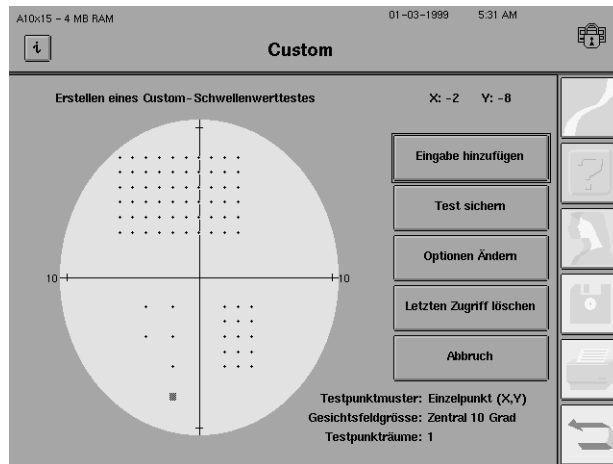 A10x15 - 4 MB RAM
01-03-1999 5:31 AM
i
Custom
Erstellen eines Custom-Schwellenwerttestes
X: -2 Y: -8
Eingabe hinzufügen
Test sichern
10 10
Optionen Ändern
Letzten Zugriff löschen
Abbruch
Testpunktmuster: Einzelpunkt (X,Y)
Gesichtsfeldgrösse: Zentral 10 Grad
Testpunkträume: 1
?